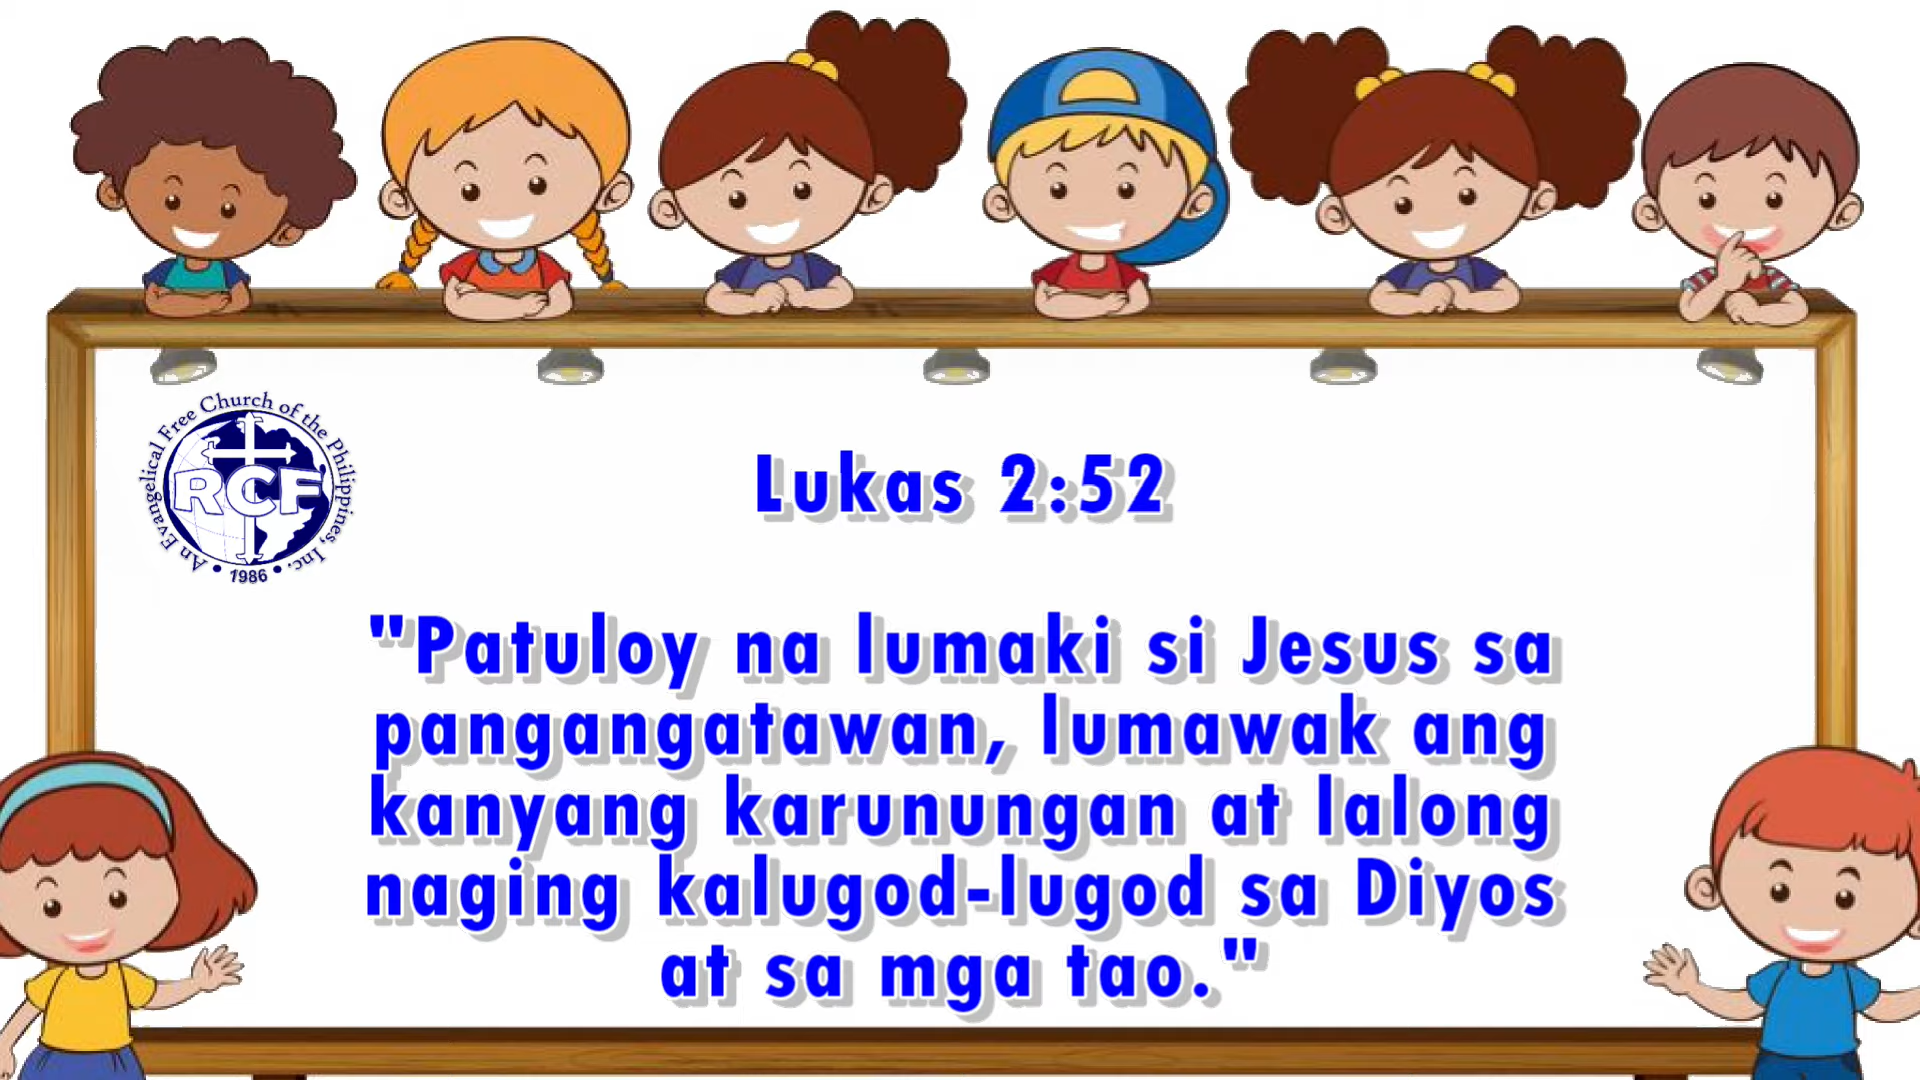 An Evangelical Free Church of the Philippines, Inc.
RCF
• 1986 •
Lukas 2:52
"Patuloy na lumaki si Jesus sa
pangangatawan, lumawak ang
kanyang karunungan at lalong
naging kalugod-lugod sa Diyos
at sa mga tao."